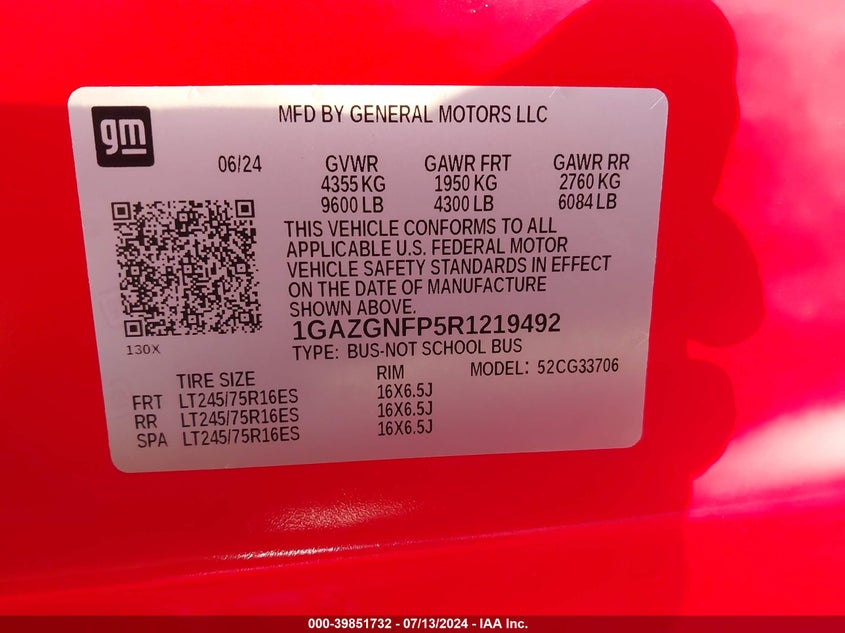 gm
MFD BY GENERAL MOTORS LLC
06/24 GVWR GAWR FRT GAWR RR
4355 KG 1950 KG 2760 KG
9600 LB 4300 LB 6084 LB
THIS VEHICLE CONFORMS TO ALL
APPLICABLE U.S. FEDERAL MOTOR
VEHICLE SAFETY STANDARDS IN EFFECT
ON THE DATE OF MANUFACTURE
SHOWN ABOVE.
130X
1GAZGNFP5R1219492
TYPE: BUS-NOT SCHOOL BUS
MODEL: 52CG33706
TIRE SIZE RIM
FRT LT245/75R16ES 16X6.5J
RR LT245/75R16ES 16X6.5J
SPA LT245/75R16ES 16X6.5J
000-39851732 - 07/13/2024 - IAA Inc.